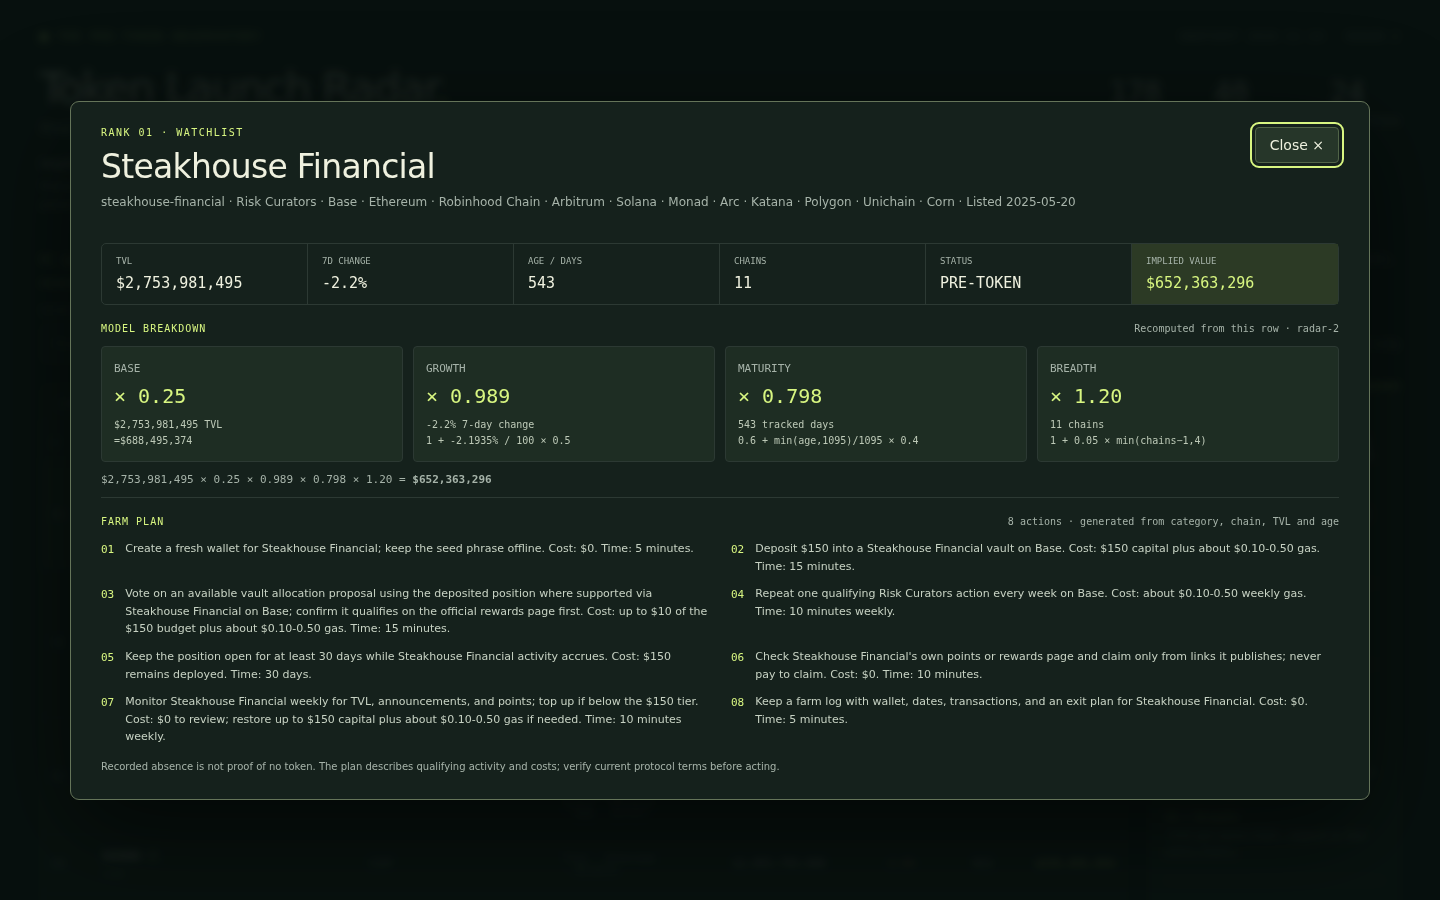 Token Launch Radar
RANK 01 · WATCHLIST
Steakhouse Financial
Close ×
steakhouse-financial · Risk Curators · Base · Ethereum · Robinhood Chain · Arbitrum · Solana · Monad · Arc · Katana · Polygon · Unichain · Corn · Listed 2025-05-20
TVL
$2,753,981,495
7D CHANGE
-2.2%
AGE / DAYS
543
CHAINS
11
STATUS
PRE-TOKEN
IMPLIED VALUE
$652,363,296
MODEL BREAKDOWN
Recomputed from this row · radar-2
BASE
× 0.25
$2,753,981,495 TVL
=$688,495,374
GROWTH
× 0.989
-2.2% 7-day change
1 + -2.1935% / 100 × 0.5
MATURITY
× 0.798
543 tracked days
0.6 + min(age,1095)/1095 × 0.4
BREADTH
× 1.20
11 chains
1 + 0.05 × min(chains−1,4)
$2,753,981,495 × 0.25 × 0.989 × 0.798 × 1.20 = $652,363,296
FARM PLAN
8 actions · generated from category, chain, TVL and age
01 Create a fresh wallet for Steakhouse Financial; keep the seed phrase offline. Cost: $0. Time: 5 minutes.
02 Deposit $150 into a Steakhouse Financial vault on Base. Cost: $150 capital plus about $0.10-0.50 gas.
Time: 15 minutes.
03 Vote on an available vault allocation proposal using the deposited position where supported via
Steakhouse Financial on Base; confirm it qualifies on the official rewards page first. Cost: up to $10 of the
$150 budget plus about $0.10-0.50 gas. Time: 15 minutes.
04 Repeat one qualifying Risk Curators action every week on Base. Cost: about $0.10-0.50 weekly gas.
Time: 10 minutes weekly.
05 Keep the position open for at least 30 days while Steakhouse Financial activity accrues. Cost: $150
remains deployed. Time: 30 days.
06 Check Steakhouse Financial's own points or rewards page and claim only from links it publishes; never
pay to claim. Cost: $0. Time: 10 minutes.
07 Monitor Steakhouse Financial weekly for TVL, announcements, and points; top up if below the $150 tier.
Cost: $0 to review; restore up to $150 capital plus about $0.10-0.50 gas if needed. Time: 10 minutes
weekly.
08 Keep a farm log with wallet, dates, transactions, and an exit plan for Steakhouse Financial. Cost: $0.
Time: 5 minutes.
Recorded absence is not proof of no token. The plan describes qualifying activity and costs; verify current protocol terms before acting.